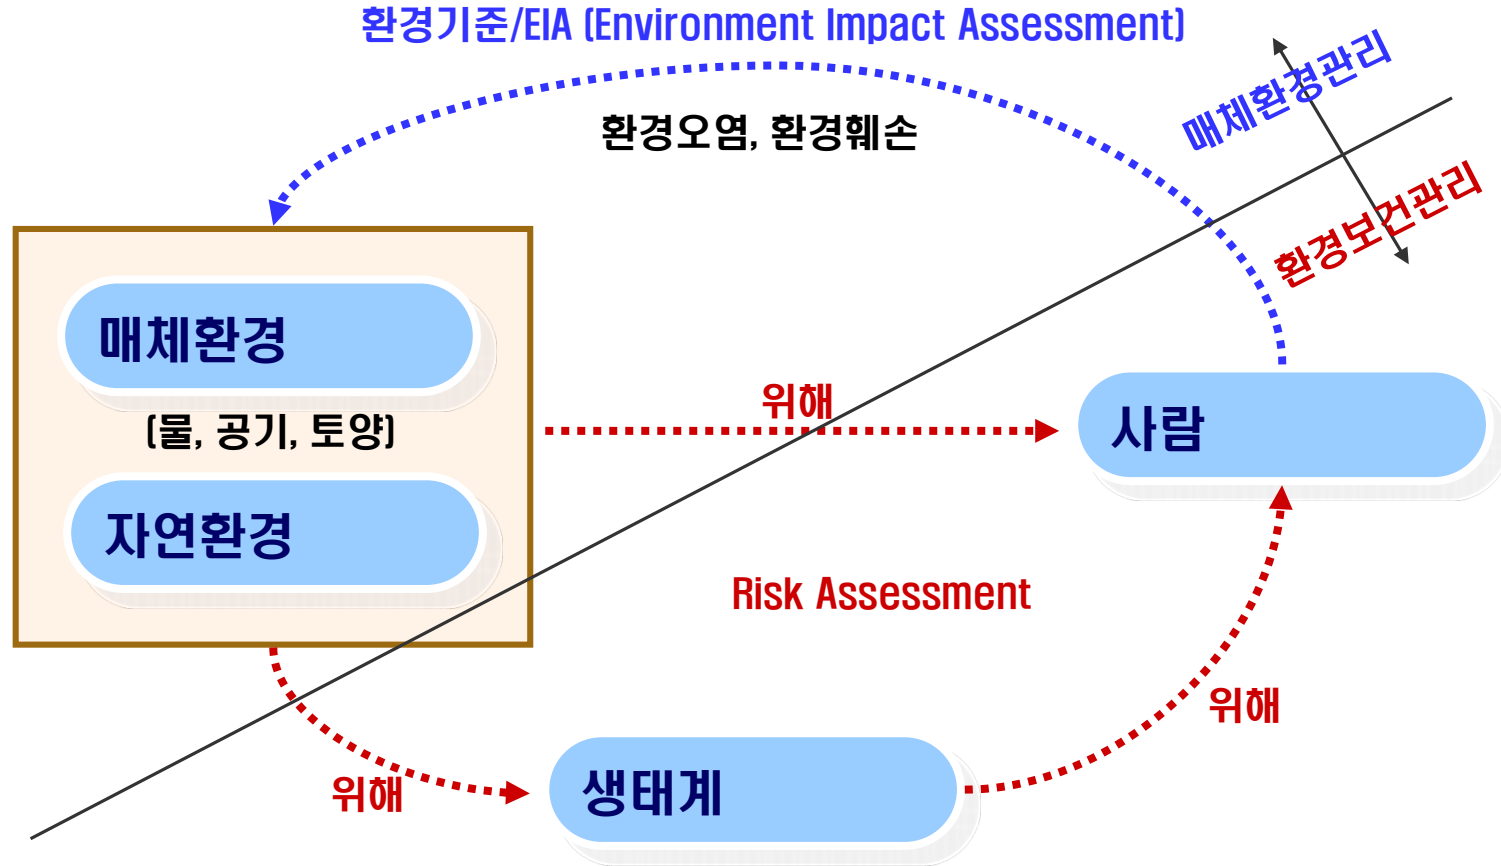 환경기준/EIA (Environment Impact Assessment)
매체환경관리
환경오염, 환경훼손
환경보건관리
매체환경
(물, 공기, 토양)
자연환경
위해
사람
Risk Assessment
위해
위해
생태계